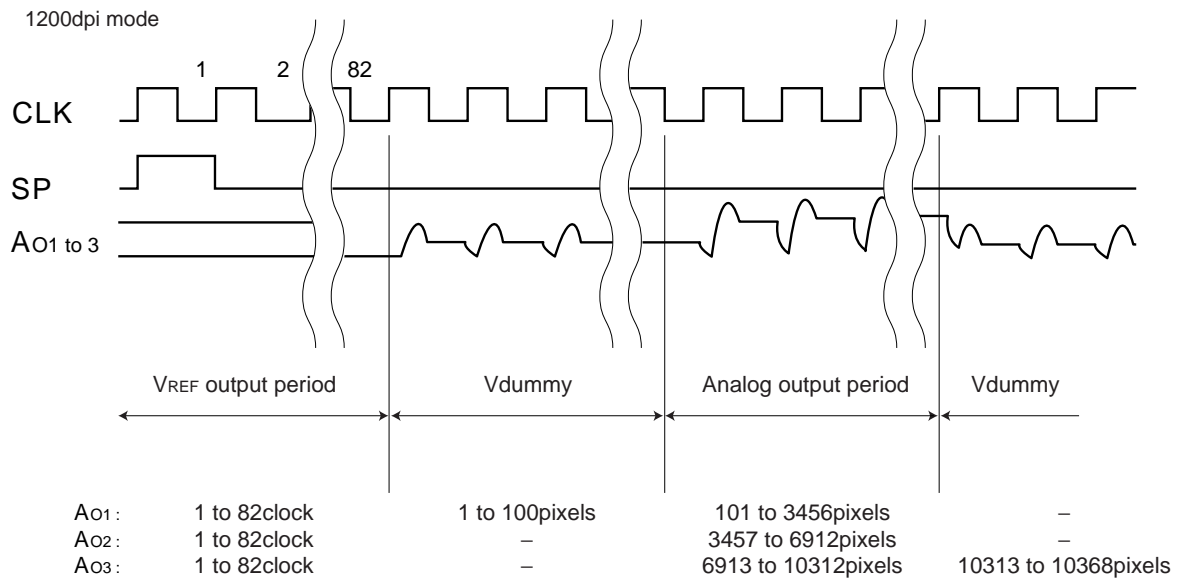 1200dpi mode
1 2 82
CLK
SP
AO1 to 3
VREF output period Vdummy Analog output period Vdummy
AO1 : 1 to 82clock 1 to 100pixels 101 to 3456pixels –
AO2 : 1 to 82clock – 3457 to 6912pixels –
AO3 : 1 to 82clock – 6913 to 10312pixels 10313 to 10368pixels